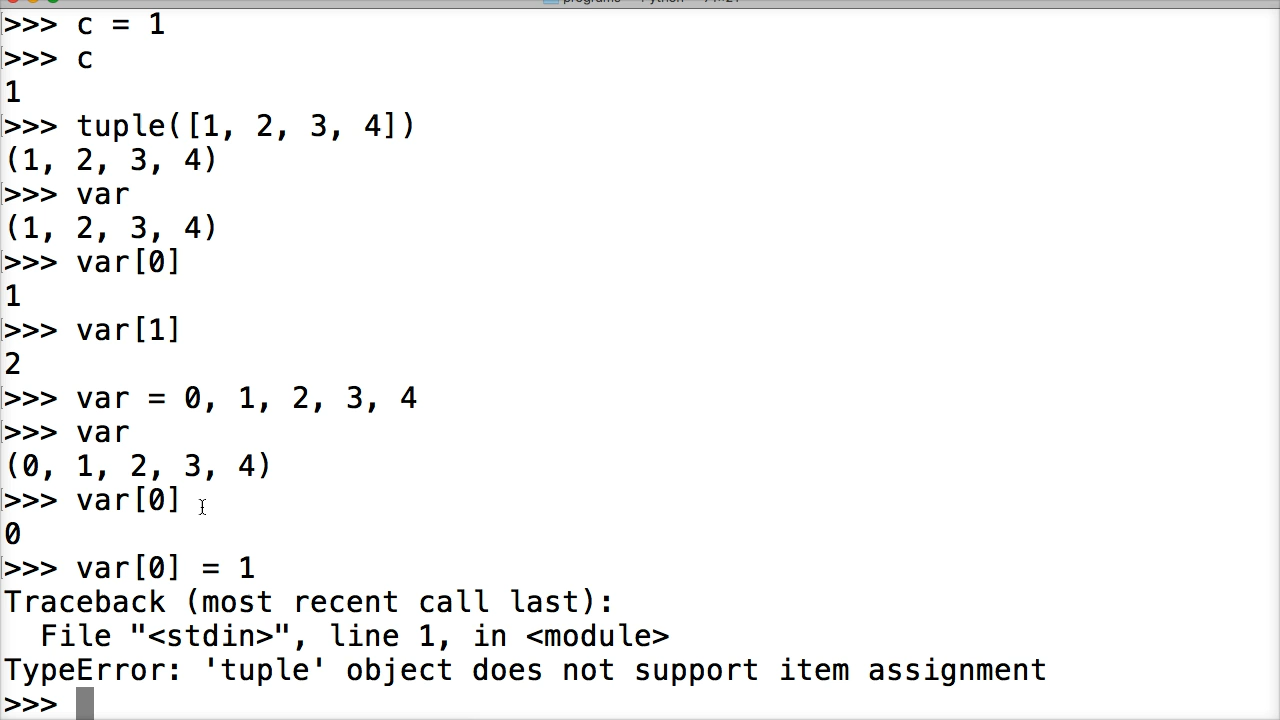 >>> c = 1
>>> c
1
>>> tuple([1, 2, 3, 4])
(1, 2, 3, 4)
>>> var
(1, 2, 3, 4)
>>> var[0]
1
>>> var[1]
2
>>> var = 0, 1, 2, 3, 4
>>> var
(0, 1, 2, 3, 4)
>>> var[0]
0
>>> var[0] = 1
Traceback (most recent call last):
  File "<stdin>", line 1, in <module>
TypeError: 'tuple' object does not support item assignment
>>>